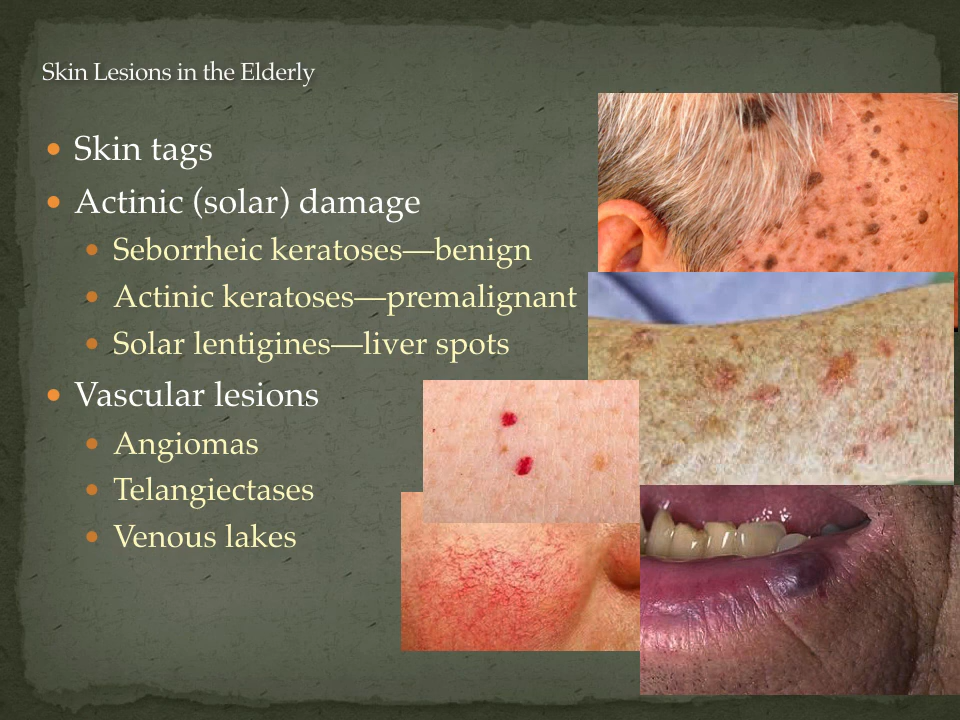 Skin Lesions in the Elderly
Skin tags
Actinic (solar) damage
Seborrheic keratoses—benign
Actinic keratoses—premalignant
Solar lentigines—liver spots
Vascular lesions
Angiomas
Telangiectases
Venous lakes